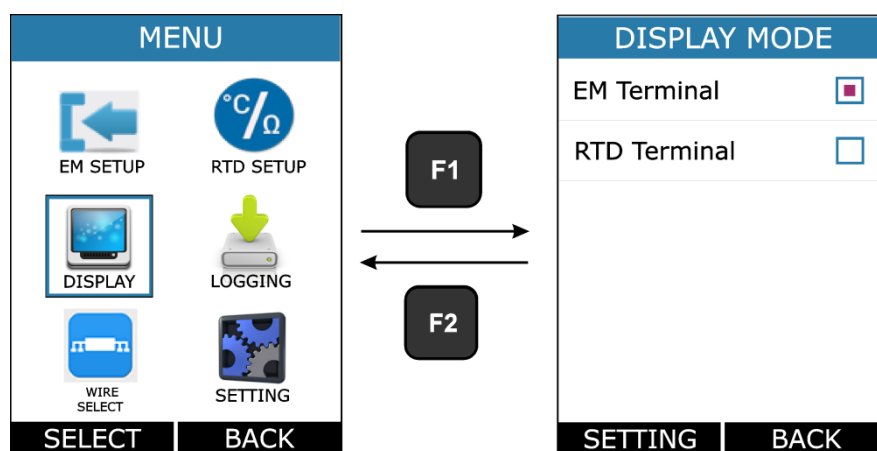 MENU
°C/Ω
EM SETUP
RTD SETUP
DISPLAY
LOGGING
WIRE
SELECT
SETTING
SELECT
BACK
F1
F2
DISPLAY MODE
EM Terminal
RTD Terminal
SETTING
BACK